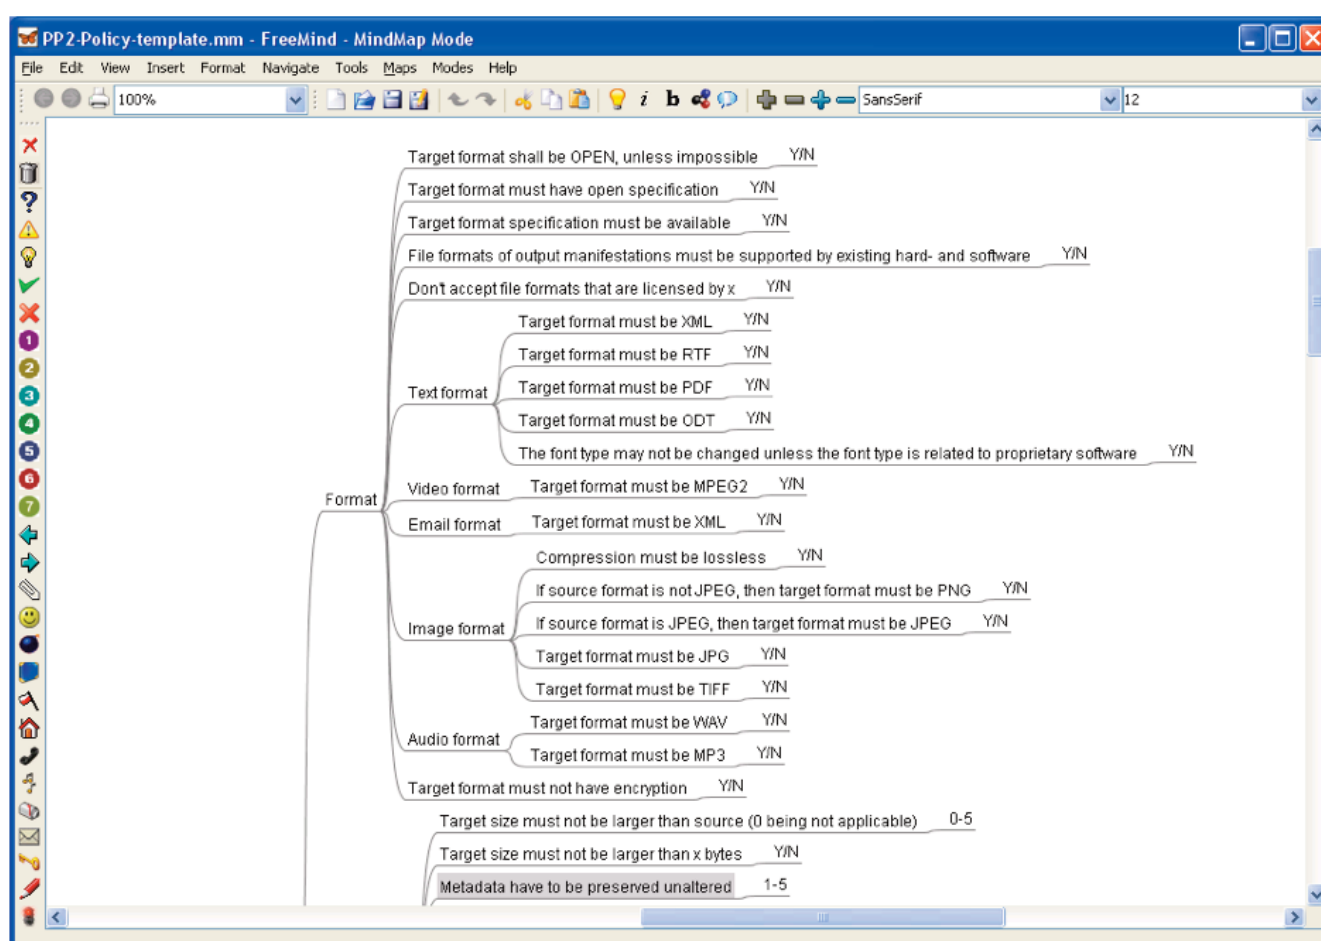 PP2-Policy-template.mm - FreeMind - MindMap Mode
File Edit View Insert Format Navigate Tools Maps Modes Help
100% i b SansSerif 12
Target format shall be OPEN, unless impossible Y/N
Target format must have open specification Y/N
Target format specification must be available Y/N
File formats of output manifestations must be supported by existing hard- and software Y/N
Don't accept file formats that are licensed by x Y/N
Target format must be XML Y/N
Target format must be RTF Y/N
Text format
Target format must be PDF Y/N
Target format must be ODT Y/N
The font type may not be changed unless the font type is related to proprietary software Y/N
Format
Video format Target format must be MPEG2 Y/N
Email format Target format must be XML Y/N
Compression must be lossless Y/N
If source format is not JPEG, then target format must be PNG Y/N
Image format
If source format is JPEG, then target format must be JPEG Y/N
Target format must be JPG Y/N
Target format must be TIFF Y/N
Audio format
Target format must be WAV Y/N
Target format must be MP3 Y/N
Target format must not have encryption Y/N
Target size must not be larger than source (0 being not applicable) 0-5
Target size must not be larger than x bytes Y/N
Metadata have to be preserved unaltered 1-5
1
2
3
4
5
6
7